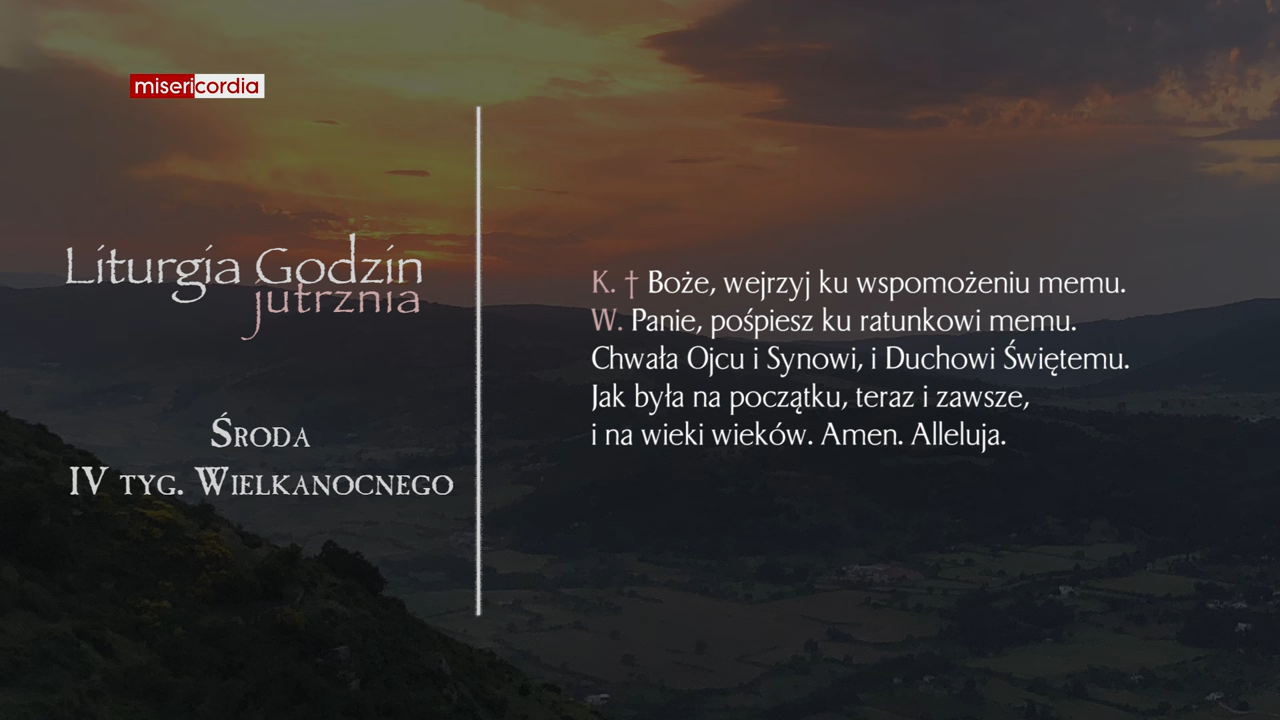 misericordia
Liturgia Godzin
jutrznia
Środa
IV tyg. Wielkanocnego
K. † Boże, wejrzyj ku wspomożeniu memu.
W. Panie, pośpiesz ku ratunkowi memu.
Chwała Ojcu i Synowi, i Duchowi Świętemu.
Jak była na początku, teraz i zawsze,
i na wieki wieków. Amen. Alleluja.